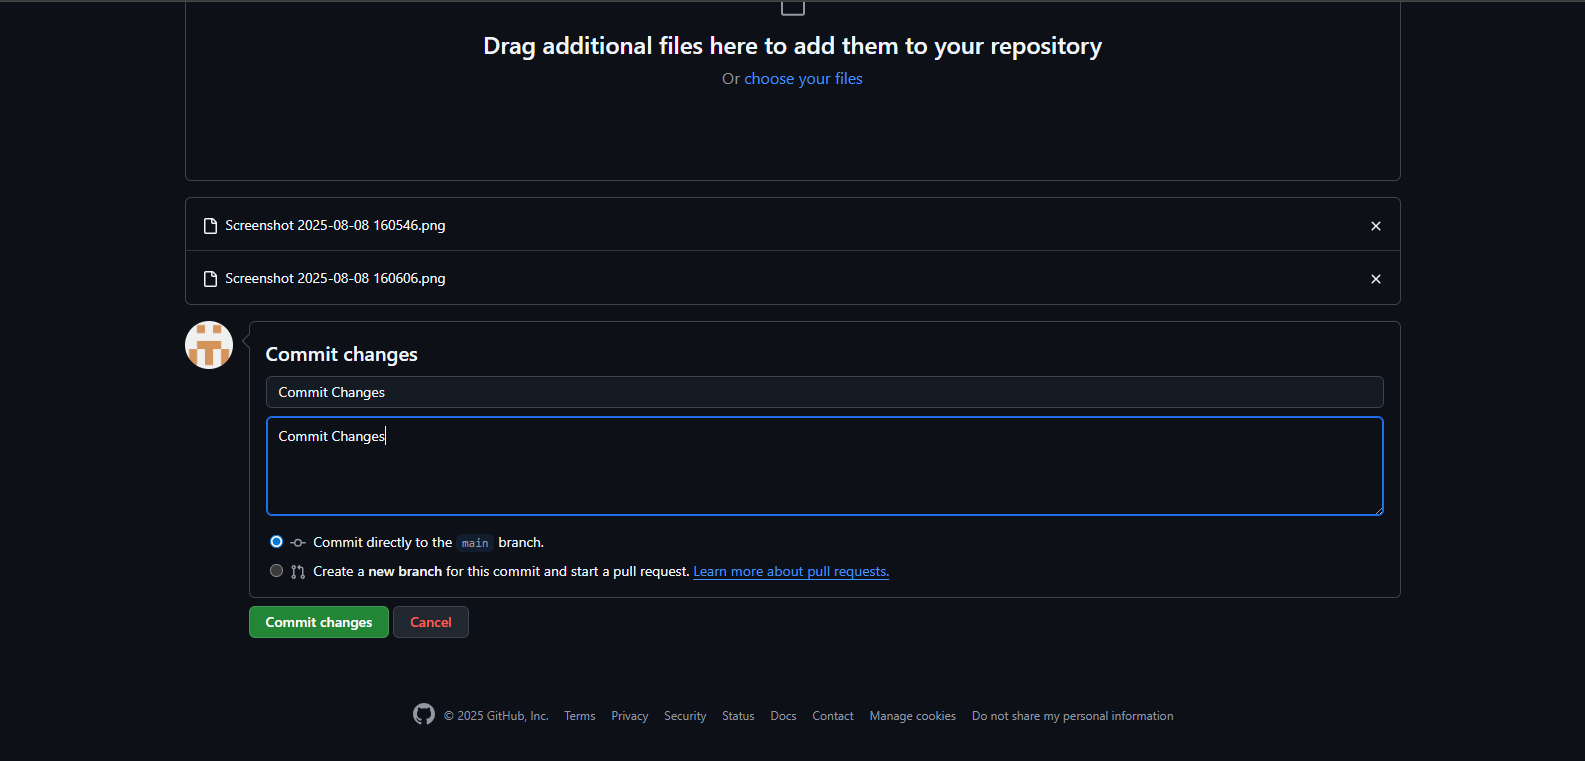 Drag additional files here to add them to your repository
Or choose your files
Screenshot 2025-08-08 160546.png
Screenshot 2025-08-08 160606.png
Commit changes
Commit Changes
Commit Changes
Commit directly to the main branch.
Create a new branch for this commit and start a pull request. Learn more about pull requests.
Commit changes Cancel
© 2025 GitHub, Inc. Terms Privacy Security Status Docs Contact Manage cookies Do not share my personal information